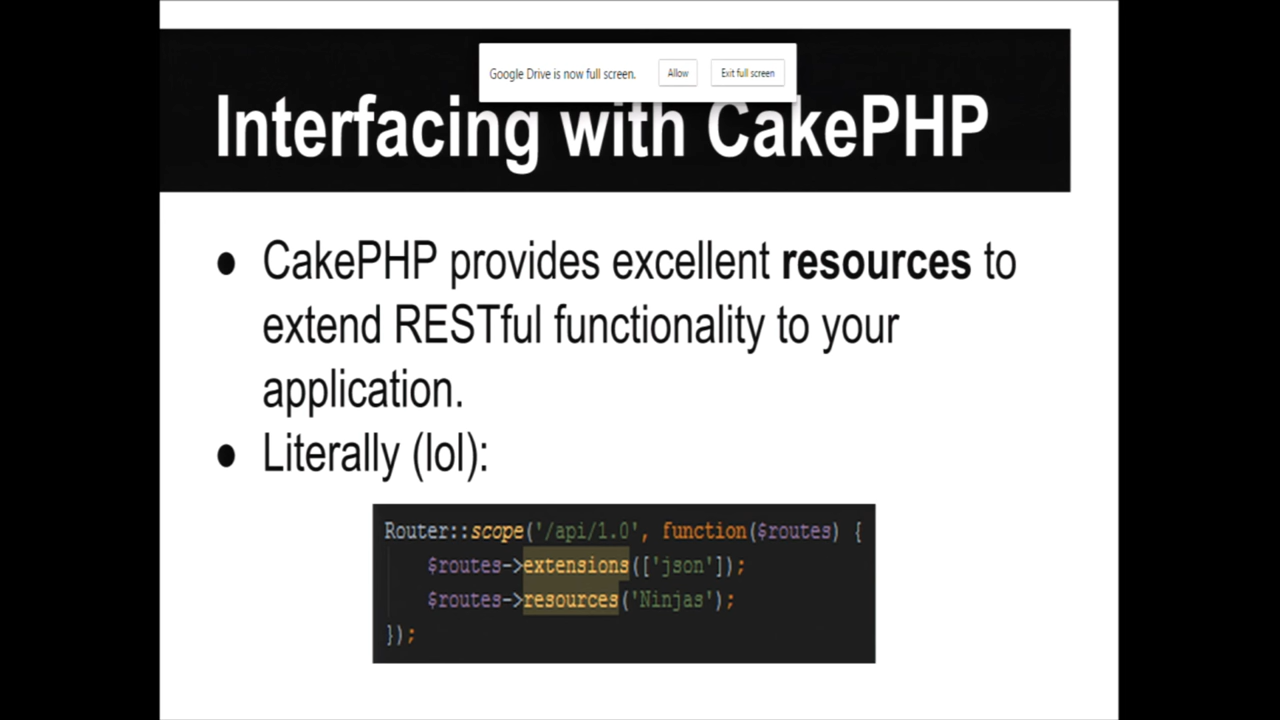 Google Drive is now full screen. Allow Exit full screen
Interfacing with CakePHP
● CakePHP provides excellent resources to
extend RESTful functionality to your
application.
● Literally (lol):
Router::scope('/api/1.0', function($routes) {
$routes->extensions(['json']);
$routes->resources('Ninjas');
});